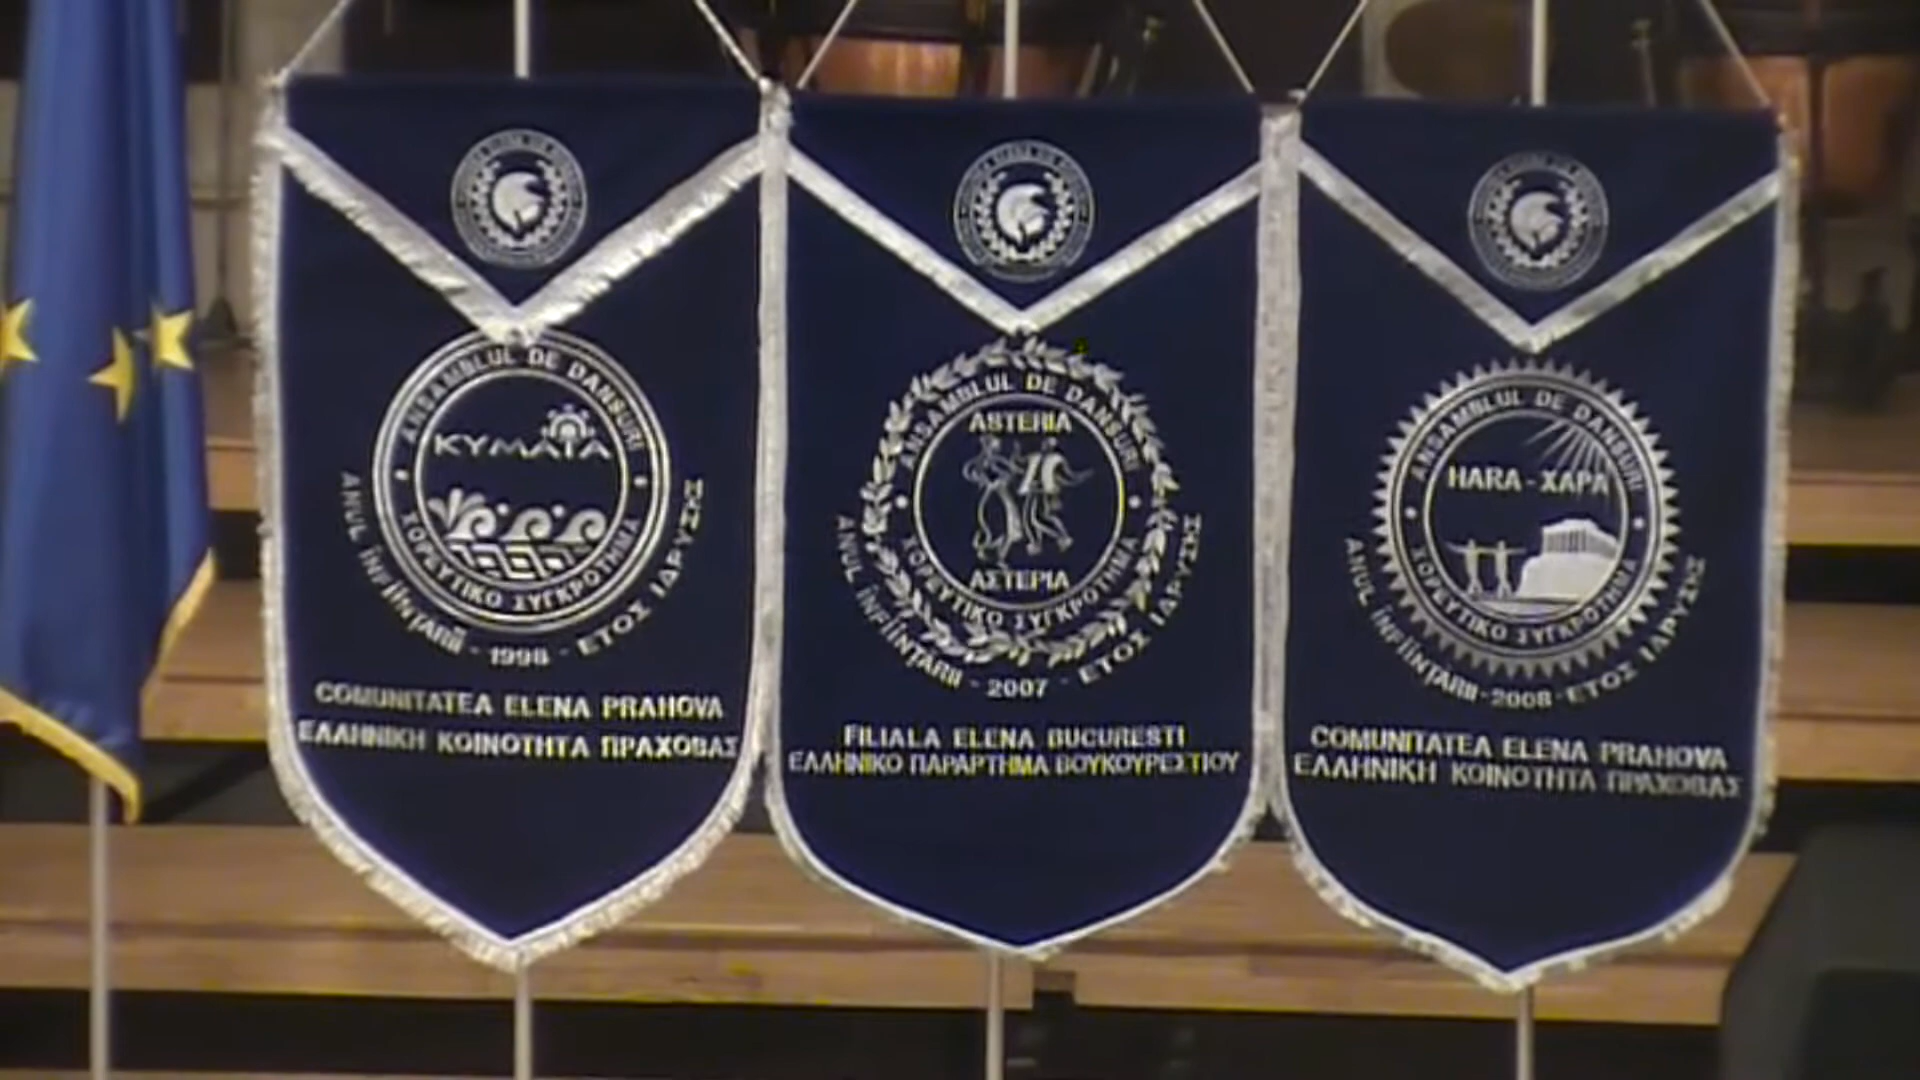 ANSAMBLUL DE DANSURI
ΚΥΜΑΤΑ
ΧΟΡΕΥΤΙΚΟ ΣΥΓΚΡΟΤΗΜΑ
ANUL ÎNFIINȚĂRII - 1998 - ΕΤΟΣ ΙΔΡΥΣΗΣ
COMUNITATEA ELENA PRAHOVA
ΕΛΛΗΝΙΚΗ ΚΟΙΝΟΤΗΤΑ ΠΡΑΧΟΒΑΣ
ANSAMBLUL DE DANSURI
ASTERIA
ΑΣΤΕΡΙΑ
ΧΟΡΕΥΤΙΚΟ ΣΥΓΚΡΟΤΗΜΑ
ANUL ÎNFIINȚĂRII - 2007 - ΕΤΟΣ ΙΔΡΥΣΗΣ
FILIALA ELENA BUCURESTI
ΕΛΛΗΝΙΚΟ ΠΑΡΑΡΤΗΜΑ ΒΟΥΚΟΥΡΕΣΤΙΟΥ
ANSAMBLUL DE DANSURI
HARA - ΧΑΡΑ
ΧΟΡΕΥΤΙΚΟ ΣΥΓΚΡΟΤΗΜΑ
ANUL ÎNFIINȚĂRII - 2008 - ΕΤΟΣ ΙΔΡΥΣΗΣ
COMUNITATEA ELENA PRAHOVA
ΕΛΛΗΝΙΚΗ ΚΟΙΝΟΤΗΤΑ ΠΡΑΧΟΒΑΣ